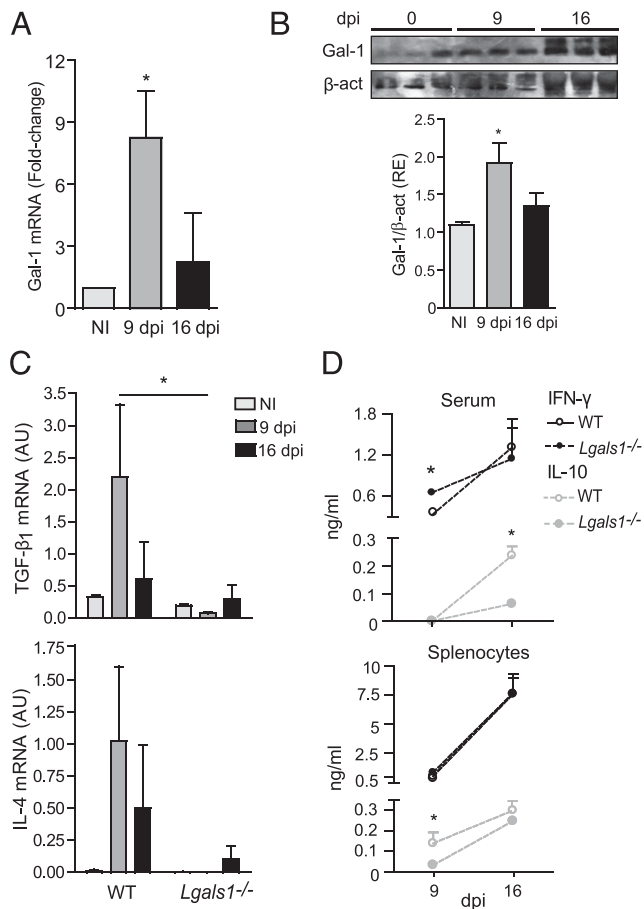 A
Gal-1 mRNA (Fold-change)
12
9
6
3
0
*
NI 9 dpi 16 dpi
B
dpi 0 9 16
Gal-1
β-act
Gal-1/β-act (RE)
2.5
2.0
1.5
1.0
0.5
0.0
*
NI 9 dpi 16 dpi
C
TGF-β1 mRNA (AU)
3.5
3.0
2.5
2.0
1.5
1.0
0.5
0.0
*
NI
9 dpi
16 dpi
IL-4 mRNA (AU)
1.75
1.50
1.25
1.00
0.75
0.50
0.25
0.00
WT Lgals1-/-
D
Serum
ng/ml
1.8
1.2
0.6
0.3
0.2
0.1
0
*
*
IFN-γ
WT
Lgals1-/-
IL-10
WT
Lgals1-/-
Splenocytes
ng/ml
10
7.5
2.5
0.5
0.3
0.2
0.1
0
*
9 16
dpi